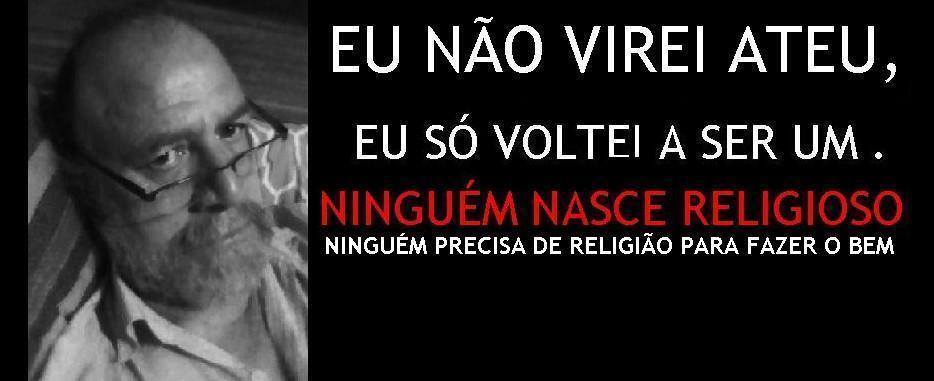 EU NÃO VIREI ATEU,
EU SÓ VOLTEI A SER UM .
NINGUÉM NASCE RELIGIOSO
NINGUÉM PRECISA DE RELIGIÃO PARA FAZER O BEM